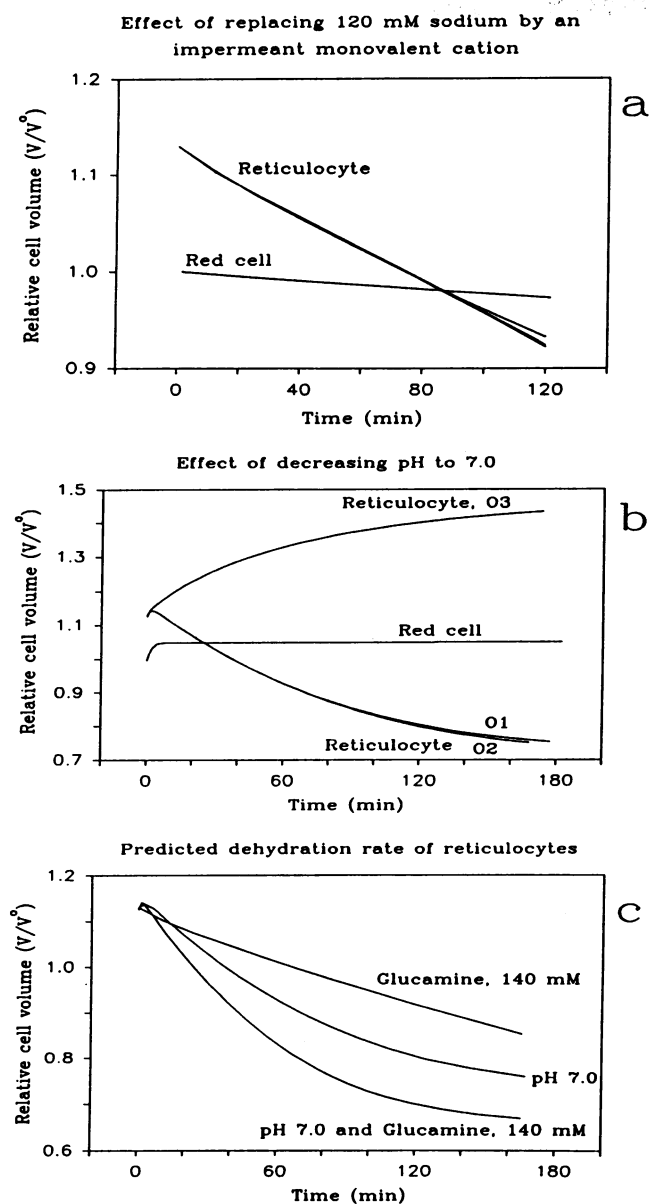 Effect of replacing 120 mM sodium by an
impermeant monovalent cation
a
Relative cell volume (V/V°)
1.2
1.1
1.0
0.9
Reticulocyte
Red cell
0 40 80 120
Time (min)
Effect of decreasing pH to 7.0
b
Relative cell volume (V/V°)
1.5
1.3
1.1
0.9
0.7
Reticulocyte, O3
Red cell
O1
Reticulocyte O2
0 60 120 180
Time (min)
Predicted dehydration rate of reticulocytes
c
Relative cell volume (V/V°)
1.2
1.0
0.8
0.6
Glucamine, 140 mM
pH 7.0
pH 7.0 and Glucamine, 140 mM
0 60 120 180
Time (min)